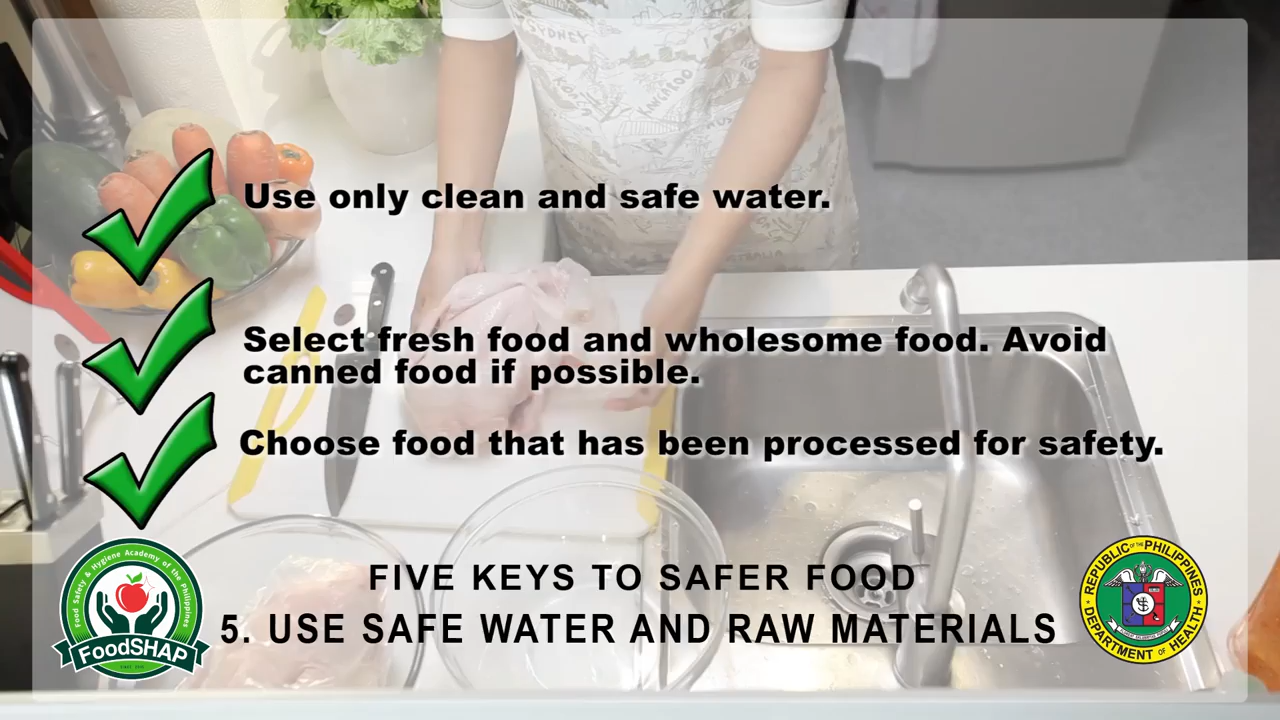 Use only clean and safe water.
Select fresh food and wholesome food. Avoid
canned food if possible.
Choose food that has been processed for safety.
FIVE KEYS TO SAFER FOOD
5. USE SAFE WATER AND RAW MATERIALS
Food Safety & Hygiene Academy of the Philippines
FoodSHAP
REPUBLIC OF THE PHILIPPINES
DEPARTMENT OF HEALTH
SYDNEY